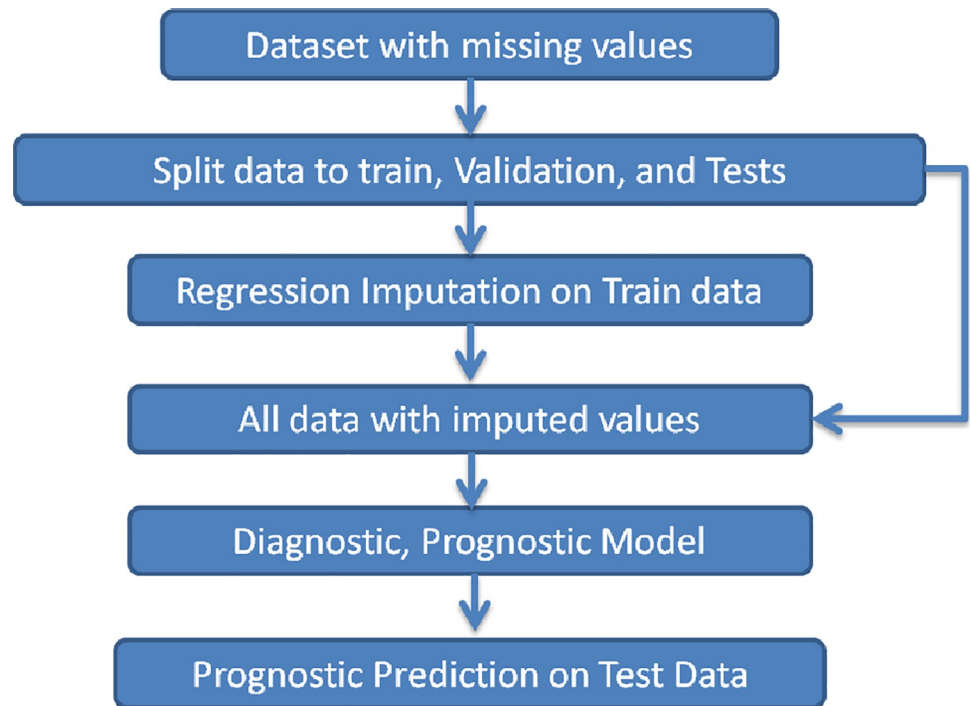 Dataset with missing values
Split data to train, Validation, and Tests
Regression Imputation on Train data
All data with imputed values
Diagnostic, Prognostic Model
Prognostic Prediction on Test Data